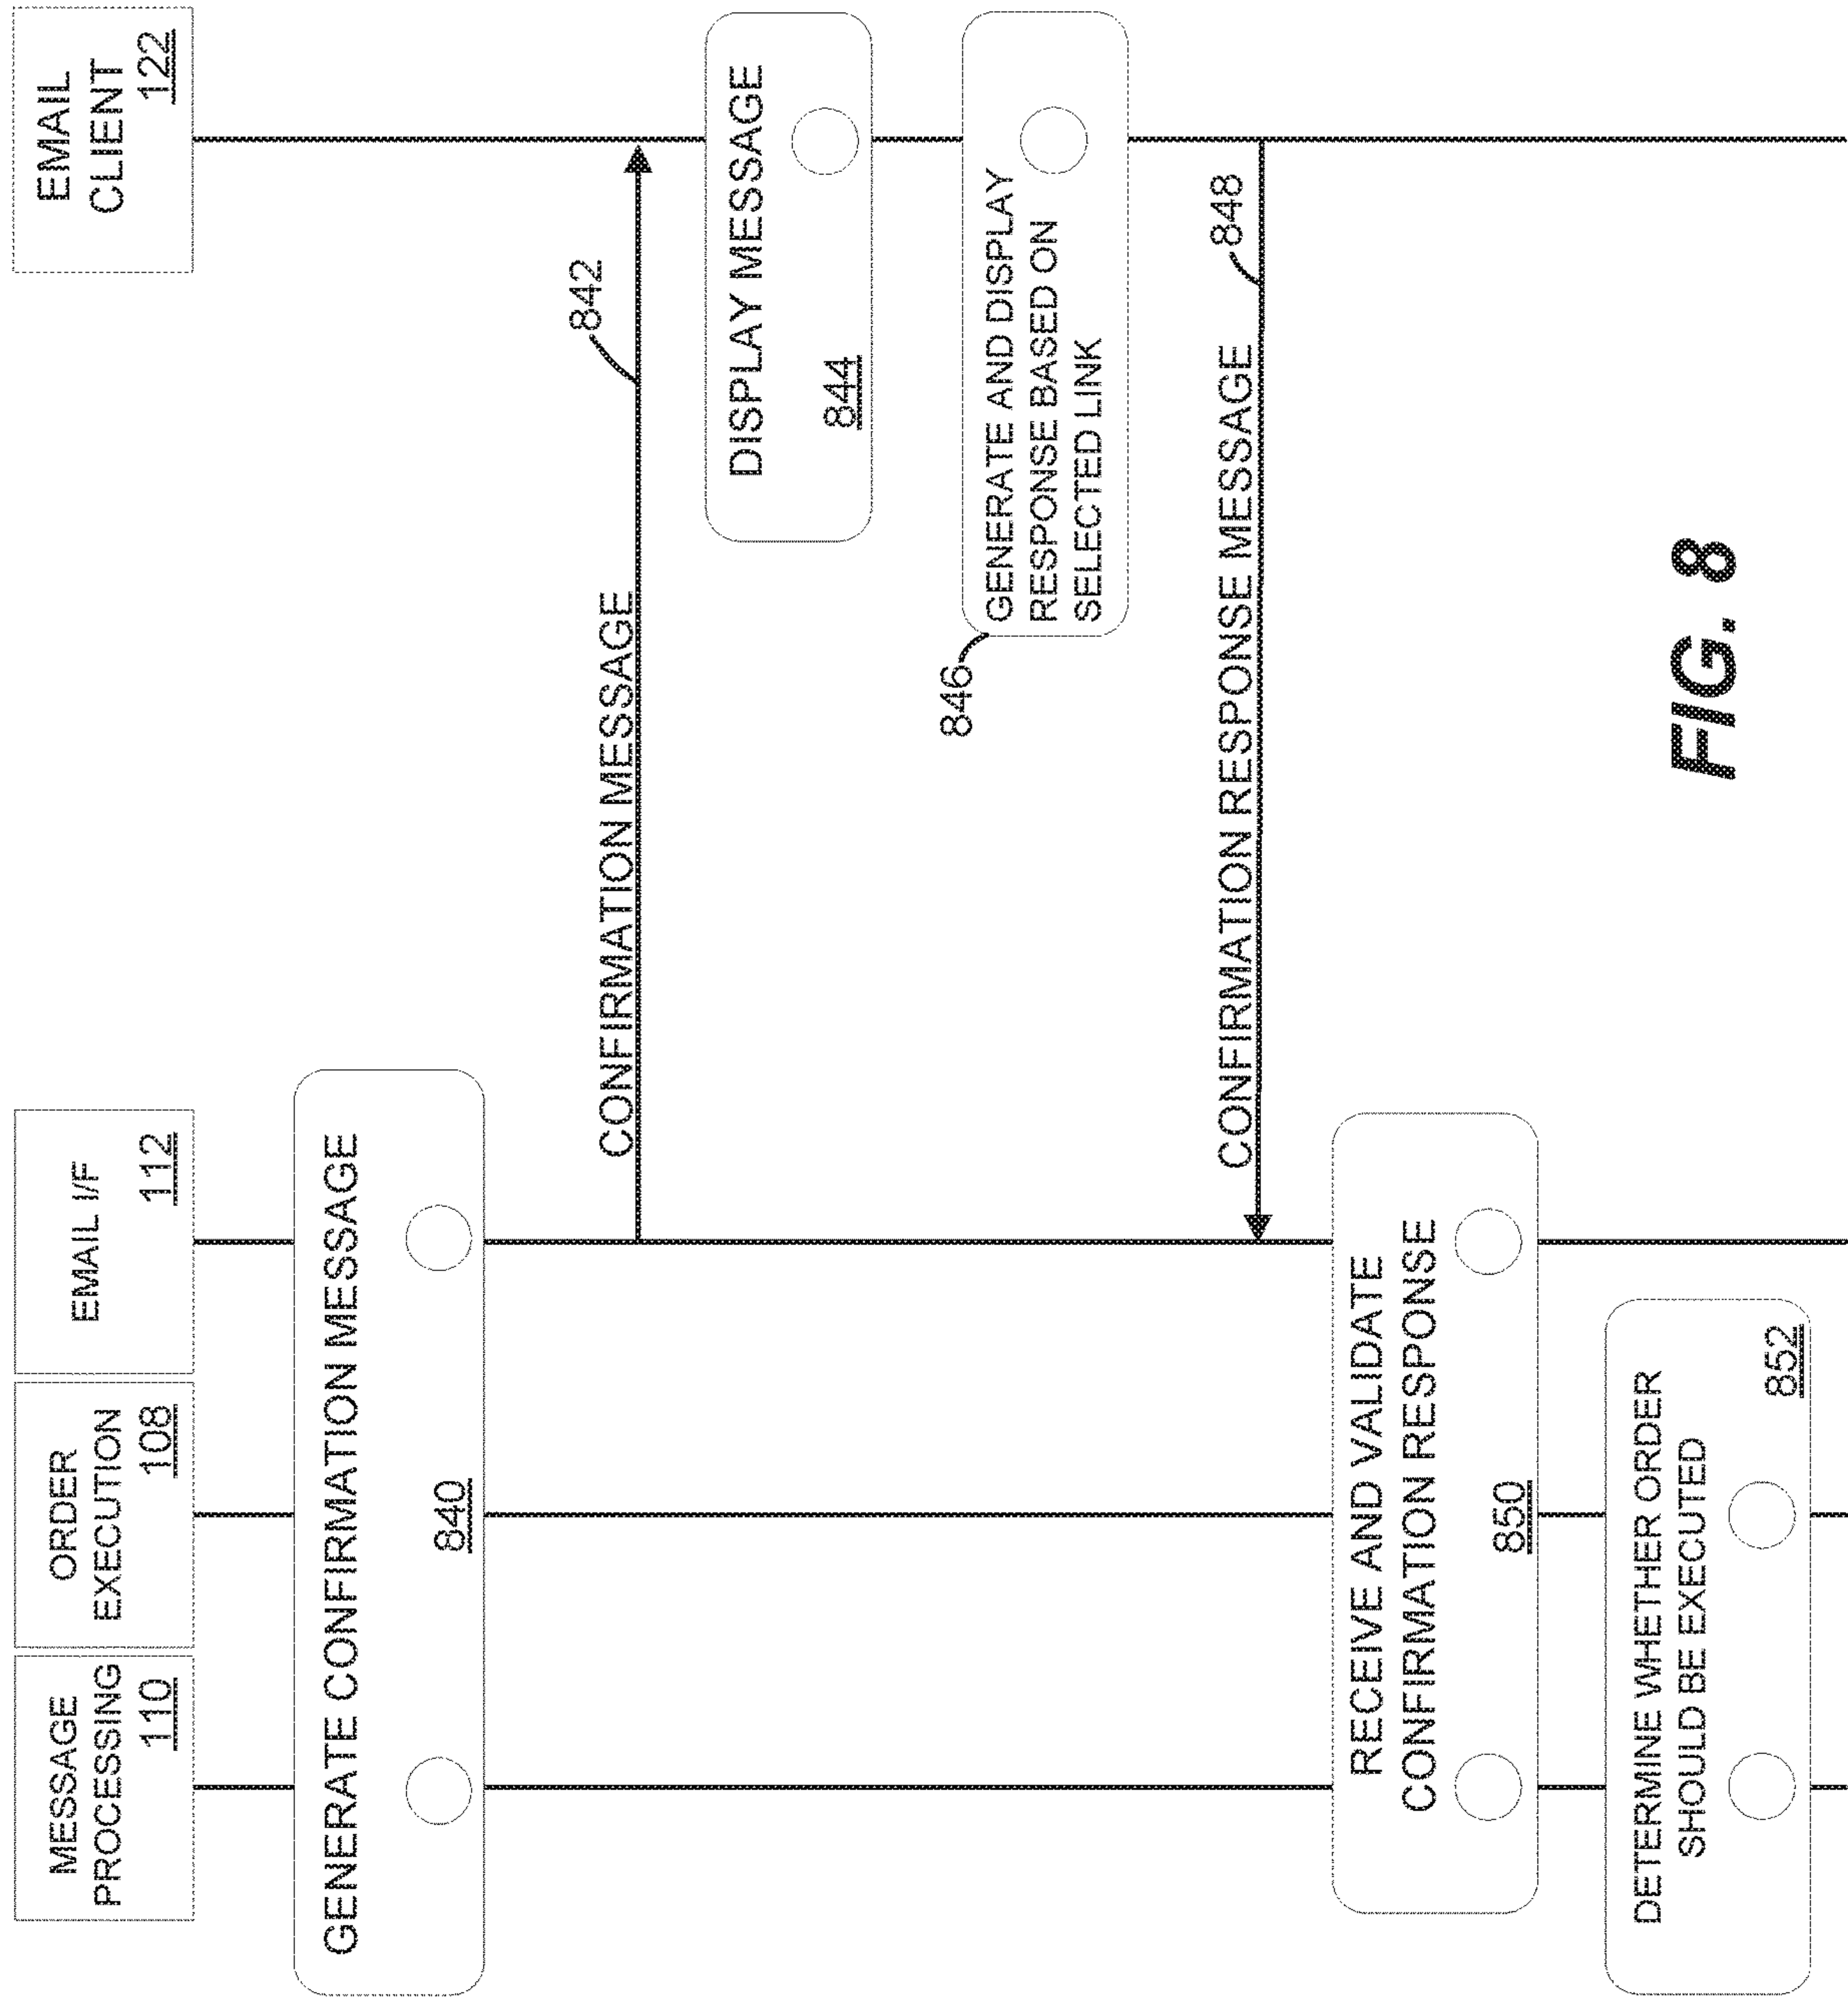 MESSAGE
PROCESSING
110
ORDER
EXECUTION
108
EMAIL I/F
112
EMAIL
CLIENT
122
GENERATE CONFIRMATION MESSAGE
840
CONFIRMATION MESSAGE
842
DISPLAY MESSAGE
844
846
GENERATE AND DISPLAY
RESPONSE BASED ON
SELECTED LINK
CONFIRMATION RESPONSE MESSAGE
848
RECEIVE AND VALIDATE
CONFIRMATION RESPONSE
850
DETERMINE WHETHER ORDER
SHOULD BE EXECUTED
852
FIG. 8